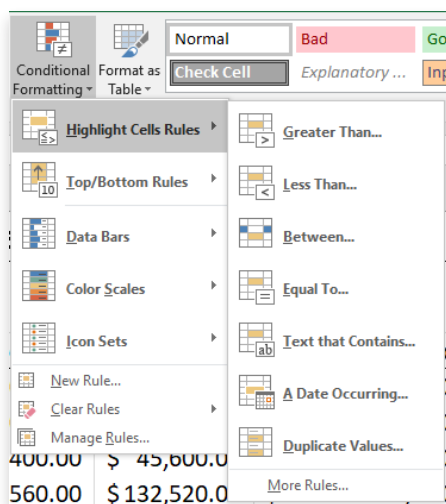 Normal
Bad
Go
Conditional Formatting
Format as Table
Check Cell
Explanatory ...
Inp
Highlight Cells Rules
Top/Bottom Rules
10
Data Bars
Color Scales
Icon Sets
New Rule...
Clear Rules
Manage Rules...
Greater Than...
Less Than...
Between...
Equal To...
ab
Text that Contains...
A Date Occurring...
Duplicate Values...
More Rules...
400.00 $ 45,600.0
560.00 $132,520.0